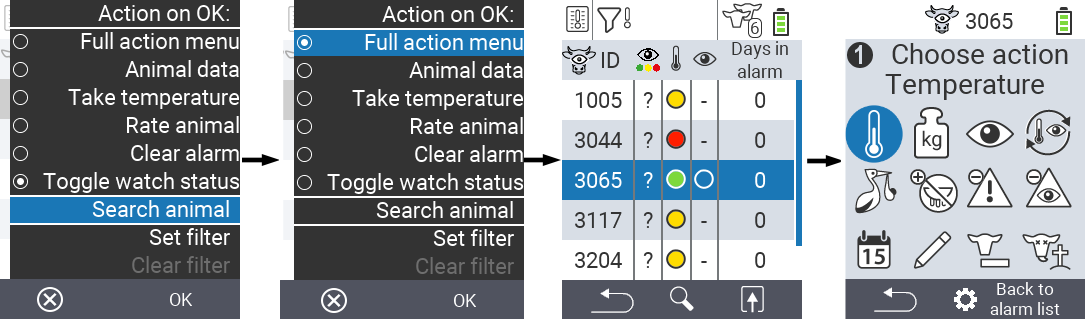 Action on OK:
Full action menu
Animal data
Take temperature
Rate animal
Clear alarm
Toggle watch status
Search animal
Set filter
Clear filter
OK
Action on OK:
Full action menu
Animal data
Take temperature
Rate animal
Clear alarm
Toggle watch status
Search animal
Set filter
Clear filter
OK
6
ID Days in
alarm
1005 ? - 0
3044 ? - 0
3065 ? 0
3117 ? - 0
3204 ? - 0
3065
1 Choose action
Temperature
kg
15
Back to
alarm list